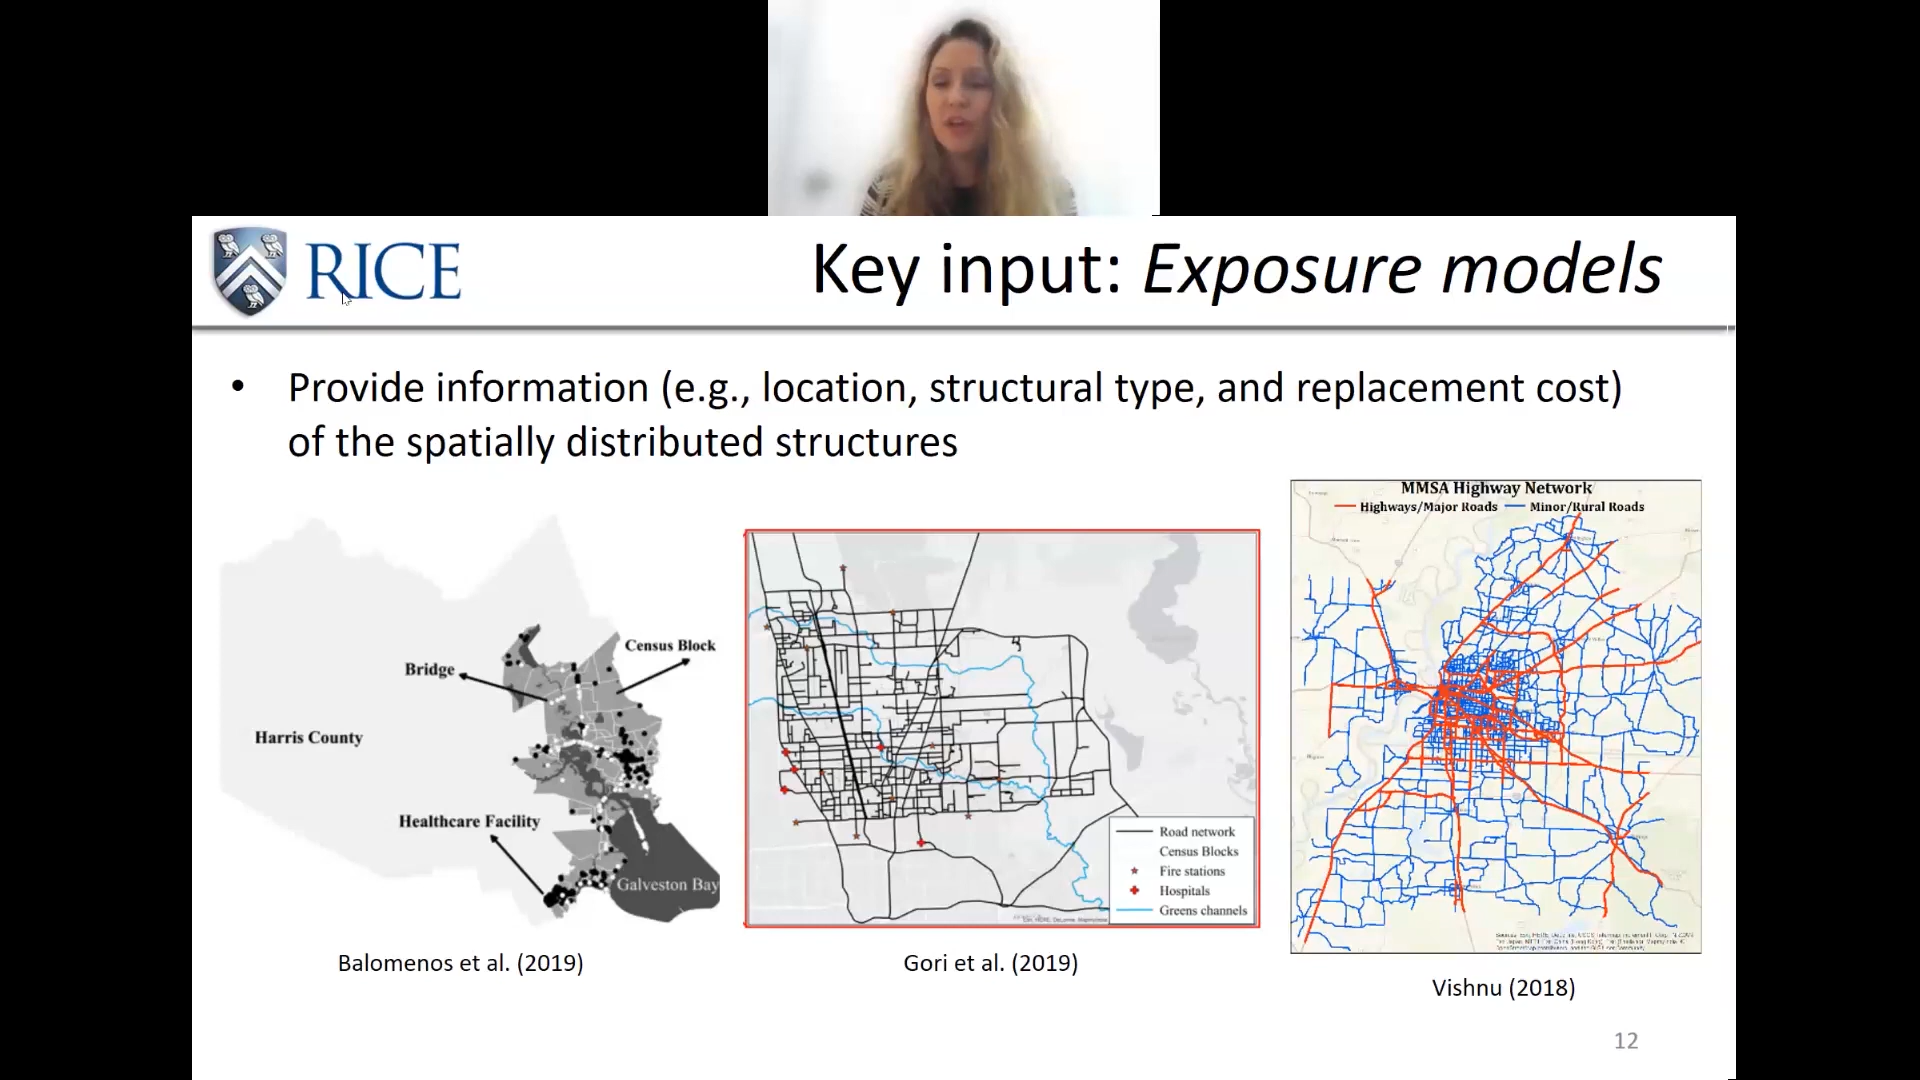 RICE
Key input: Exposure models
• Provide information (e.g., location, structural type, and replacement cost)
of the spatially distributed structures
Census Block
Bridge
Harris County
Healthcare Facility
Galveston Bay
Balomenos et al. (2019)
Road network
Census Blocks
Fire stations
Hospitals
Greens channels
Gori et al. (2019)
MMSA Highway Network
Highways/Major Roads Minor/Rural Roads
Vishnu (2018)
12